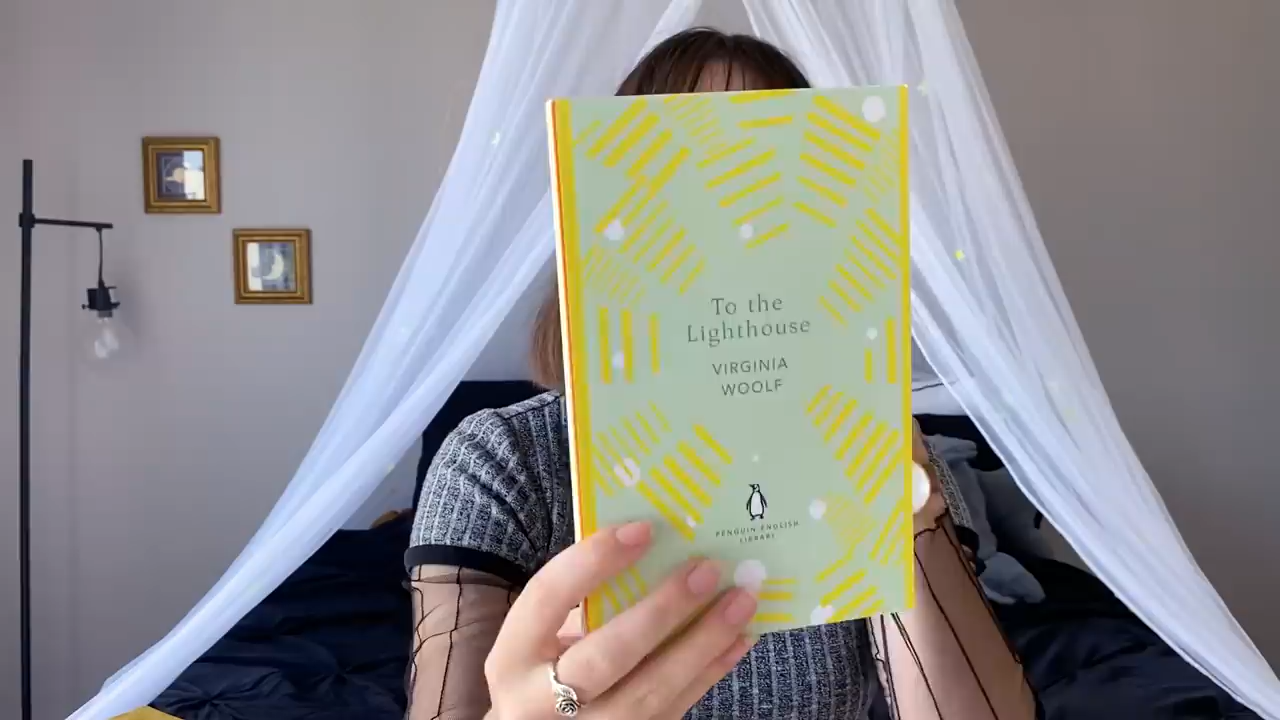 To the
Lighthouse
VIRGINIA
WOOLF
PENGUIN ENGLISH
LIBRARY